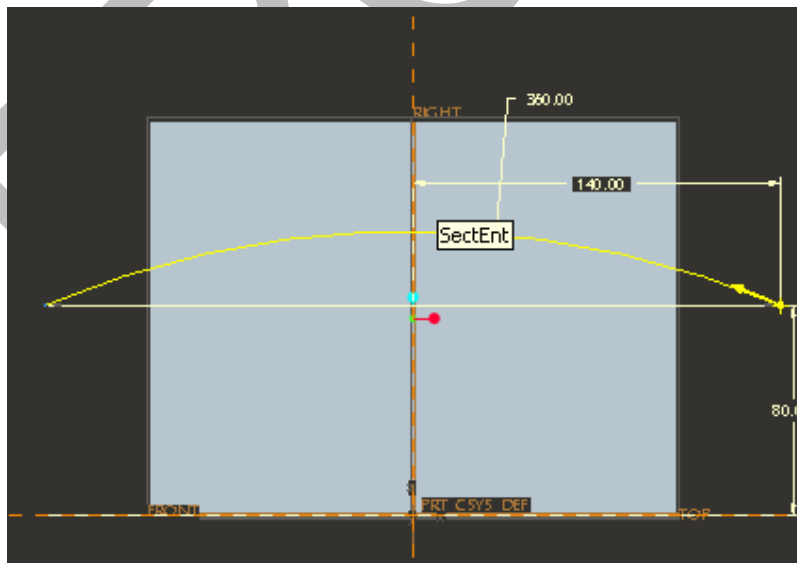 360.00
RIGHT
140.00
SectEnt
80.0
PRT_CSYS_DEF
FRONT
TOP